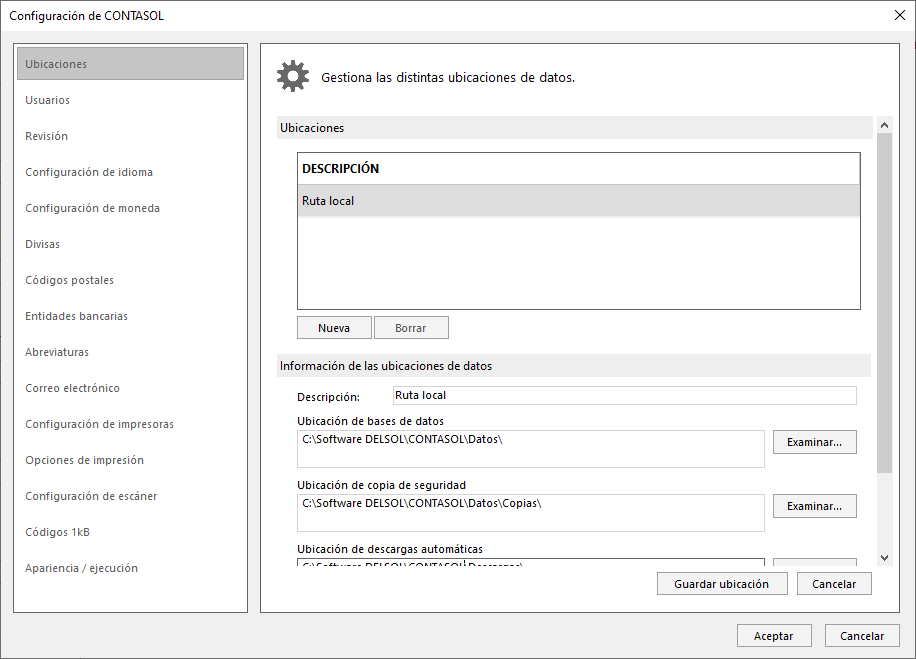 Configuración de CONTASOL
Ubicaciones
Usuarios
Revisión
Configuración de idioma
Configuración de moneda
Divisas
Códigos postales
Entidades bancarias
Abreviaturas
Correo electrónico
Configuración de impresoras
Opciones de impresión
Configuración de escáner
Códigos 1kB
Apariencia / ejecución
Gestiona las distintas ubicaciones de datos.
Ubicaciones
DESCRIPCIÓN
Ruta local
Nueva Borrar
Información de las ubicaciones de datos
Descripción: Ruta local
Ubicación de bases de datos
C:\Software DELSOL\CONTASOL\Datos\ Examinar...
Ubicación de copia de seguridad
C:\Software DELSOL\CONTASOL\Datos\Copias\ Examinar...
Ubicación de descargas automáticas
C:\Software DELSOL\CONTASOL\Descargas\
Guardar ubicación Cancelar
Aceptar Cancelar